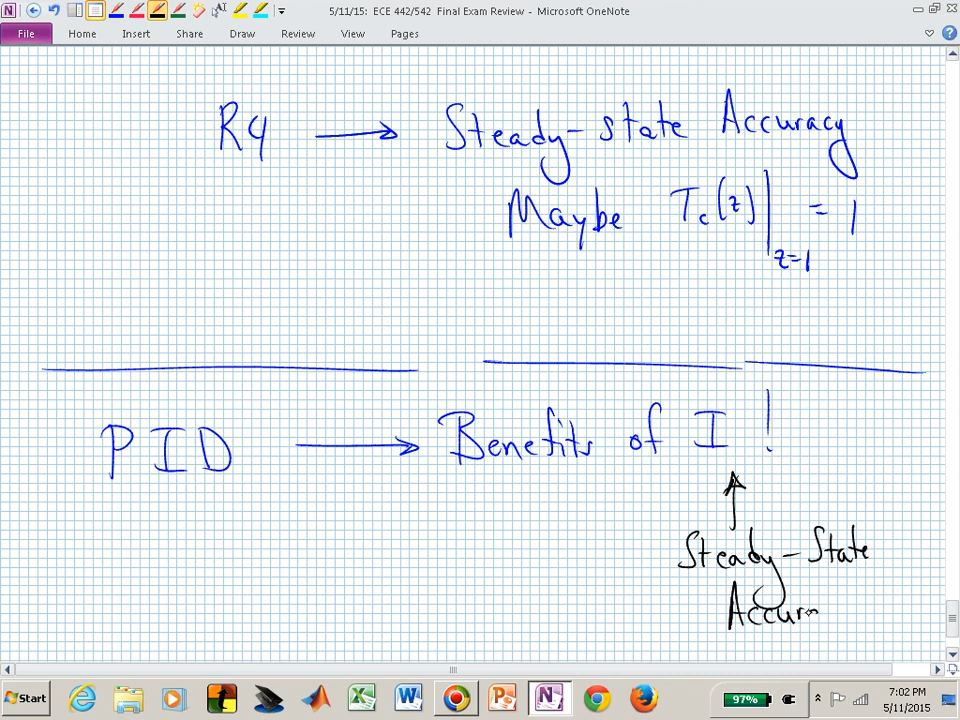 5/11/15: ECE 442/542 Final Exam Review - Microsoft OneNote
File Home Insert Share Draw Review View Pages
R4 → Steady-state Accuracy
Maybe Tc(z)|z=1 = 1
PID → Benefits of I!
Steady-State
Accur
Start
97%
7:02 PM
5/11/2015